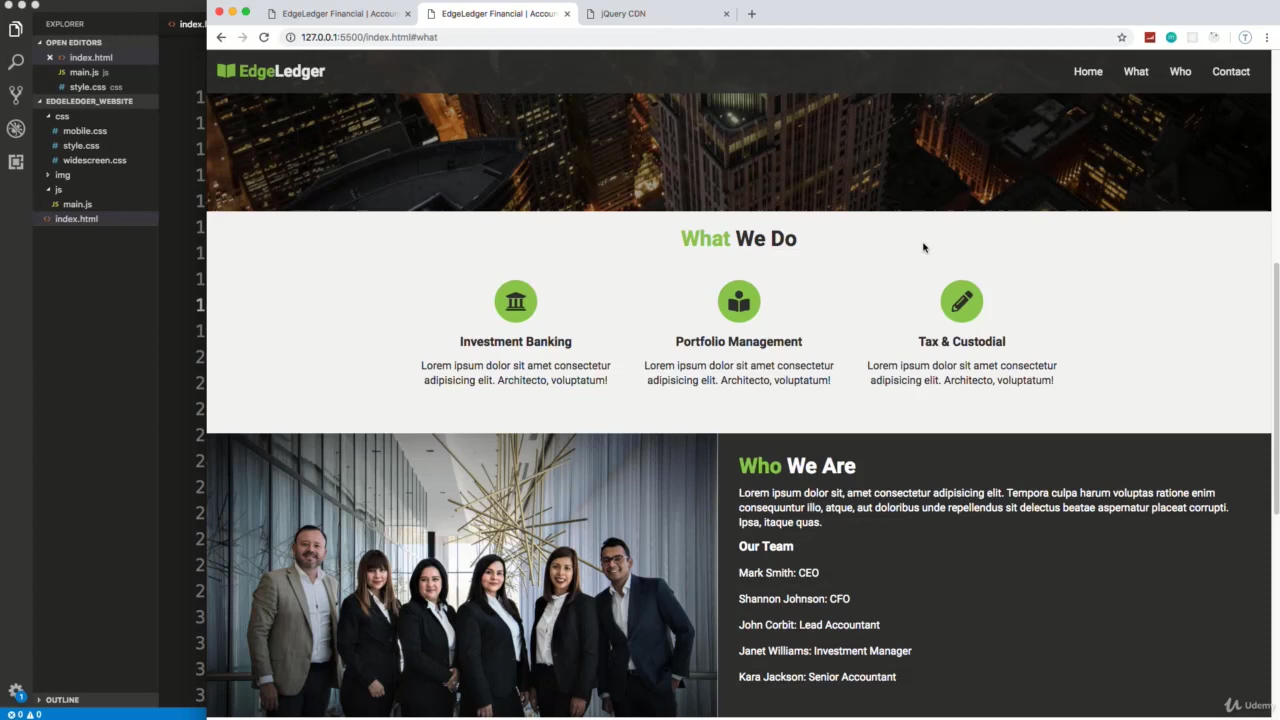 EXPLORER
OPEN EDITORS
index.html
main.js js
style.css css
EDGELEDGER_WEBSITE
css
mobile.css
style.css
widescreen.css
img
js
main.js
index.html
OUTLINE
0 0
1
EdgeLedger Financial | Accoun
EdgeLedger Financial | Accoun
jQuery CDN
127.0.0.1:5500/index.html#what
EdgeLedger
Home What Who Contact
What We Do
Investment Banking
Lorem ipsum dolor sit amet consectetur
adipisicing elit. Architecto, voluptatum!
Portfolio Management
Lorem ipsum dolor sit amet consectetur
adipisicing elit. Architecto, voluptatum!
Tax & Custodial
Lorem ipsum dolor sit amet consectetur
adipisicing elit. Architecto, voluptatum!
Who We Are
Lorem ipsum dolor sit, amet consectetur adipisicing elit. Tempora culpa harum voluptas ratione enim
consequuntur illo, atque, aut doloribus unde repellendus sit delectus beatae aspernatur placeat corrupti.
Ipsa, itaque quas.
Our Team
Mark Smith: CEO
Shannon Johnson: CFO
John Corbit: Lead Accountant
Janet Williams: Investment Manager
Kara Jackson: Senior Accountant
Udemy